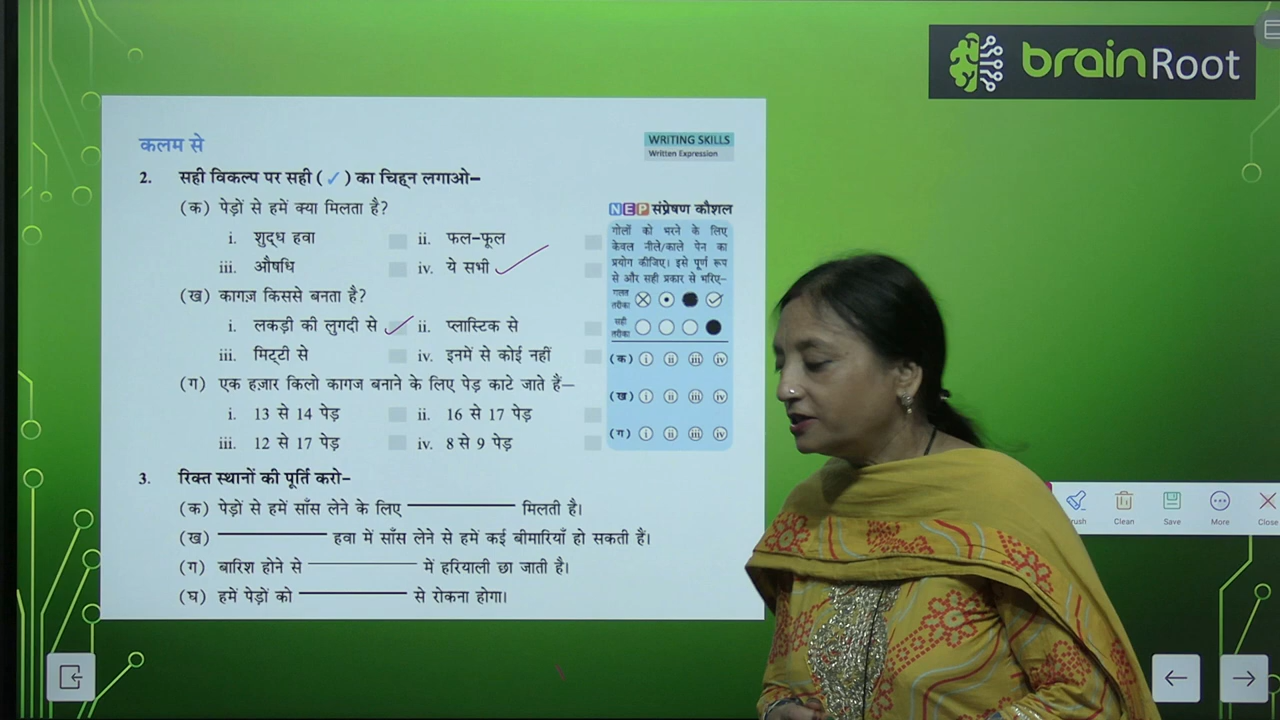 brainRoot
कलम से
WRITING SKILLS
Written Expression
2. सही विकल्प पर सही (✓) का चिह्न लगाओ–
(क) पेड़ों से हमें क्या मिलता है?
i. शुद्ध हवा ii. फल-फूल
iii. औषधि iv. ये सभी ✓
(ख) कागज़ किससे बनता है?
i. लकड़ी की लुगदी से ✓ ii. प्लास्टिक से
iii. मिट्टी से iv. इनमें से कोई नहीं
(ग) एक हज़ार किलो कागज बनाने के लिए पेड़ काटे जाते हैं–
i. 13 से 14 पेड़ ii. 16 से 17 पेड़
iii. 12 से 17 पेड़ iv. 8 से 9 पेड़
3. रिक्त स्थानों की पूर्ति करो–
(क) पेड़ों से हमें साँस लेने के लिए __________ मिलती है।
(ख) __________ हवा में साँस लेने से हमें कई बीमारियाँ हो सकती हैं।
(ग) बारिश होने से __________ में हरियाली छा जाती है।
(घ) हमें पेड़ों को __________ से रोकना होगा।
NEP संप्रेषण कौशल
गोलों को भरने के लिए
केवल नीले/काले पेन का
प्रयोग कीजिए। इसे पूर्ण रूप
से और सही प्रकार से भरिए–
गलत
तरीका
सही
तरीका
(क) i ii iii iv
(ख) i ii iii iv
(ग) i ii iii iv
Clean
Save
More
Close